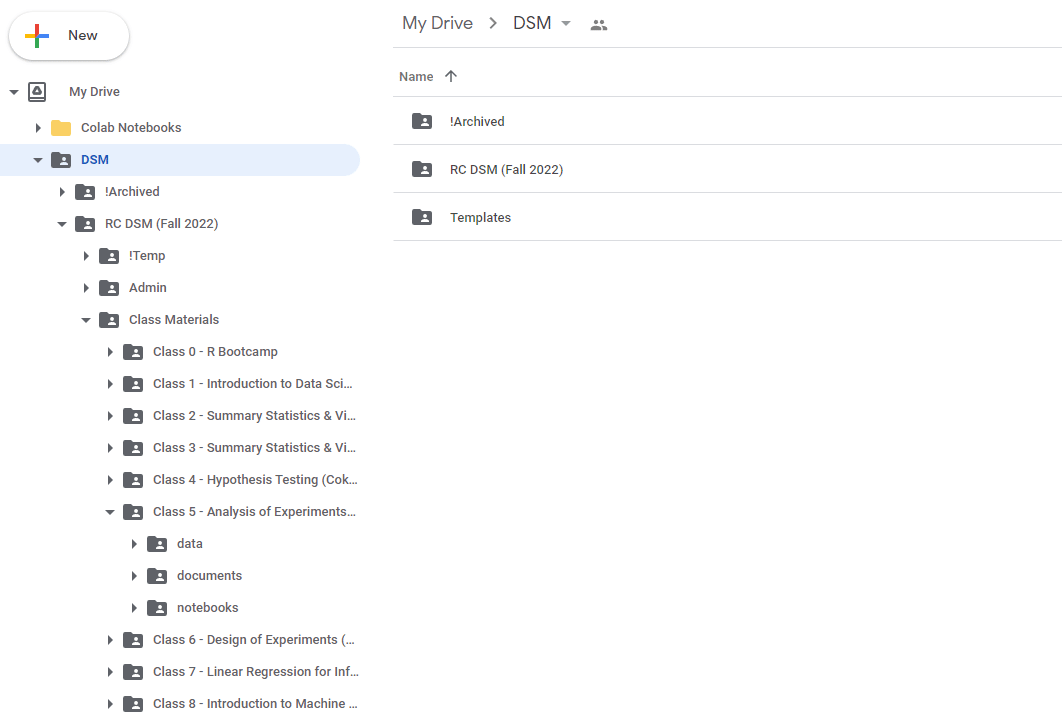 New
My Drive
Colab Notebooks
DSM
!Archived
RC DSM (Fall 2022)
!Temp
Admin
Class Materials
Class 0 - R Bootcamp
Class 1 - Introduction to Data Sci...
Class 2 - Summary Statistics & Vi...
Class 3 - Summary Statistics & Vi...
Class 4 - Hypothesis Testing (Cok...
Class 5 - Analysis of Experiments...
data
documents
notebooks
Class 6 - Design of Experiments (...
Class 7 - Linear Regression for Inf...
Class 8 - Introduction to Machine ...
My Drive > DSM
Name
!Archived
RC DSM (Fall 2022)
Templates